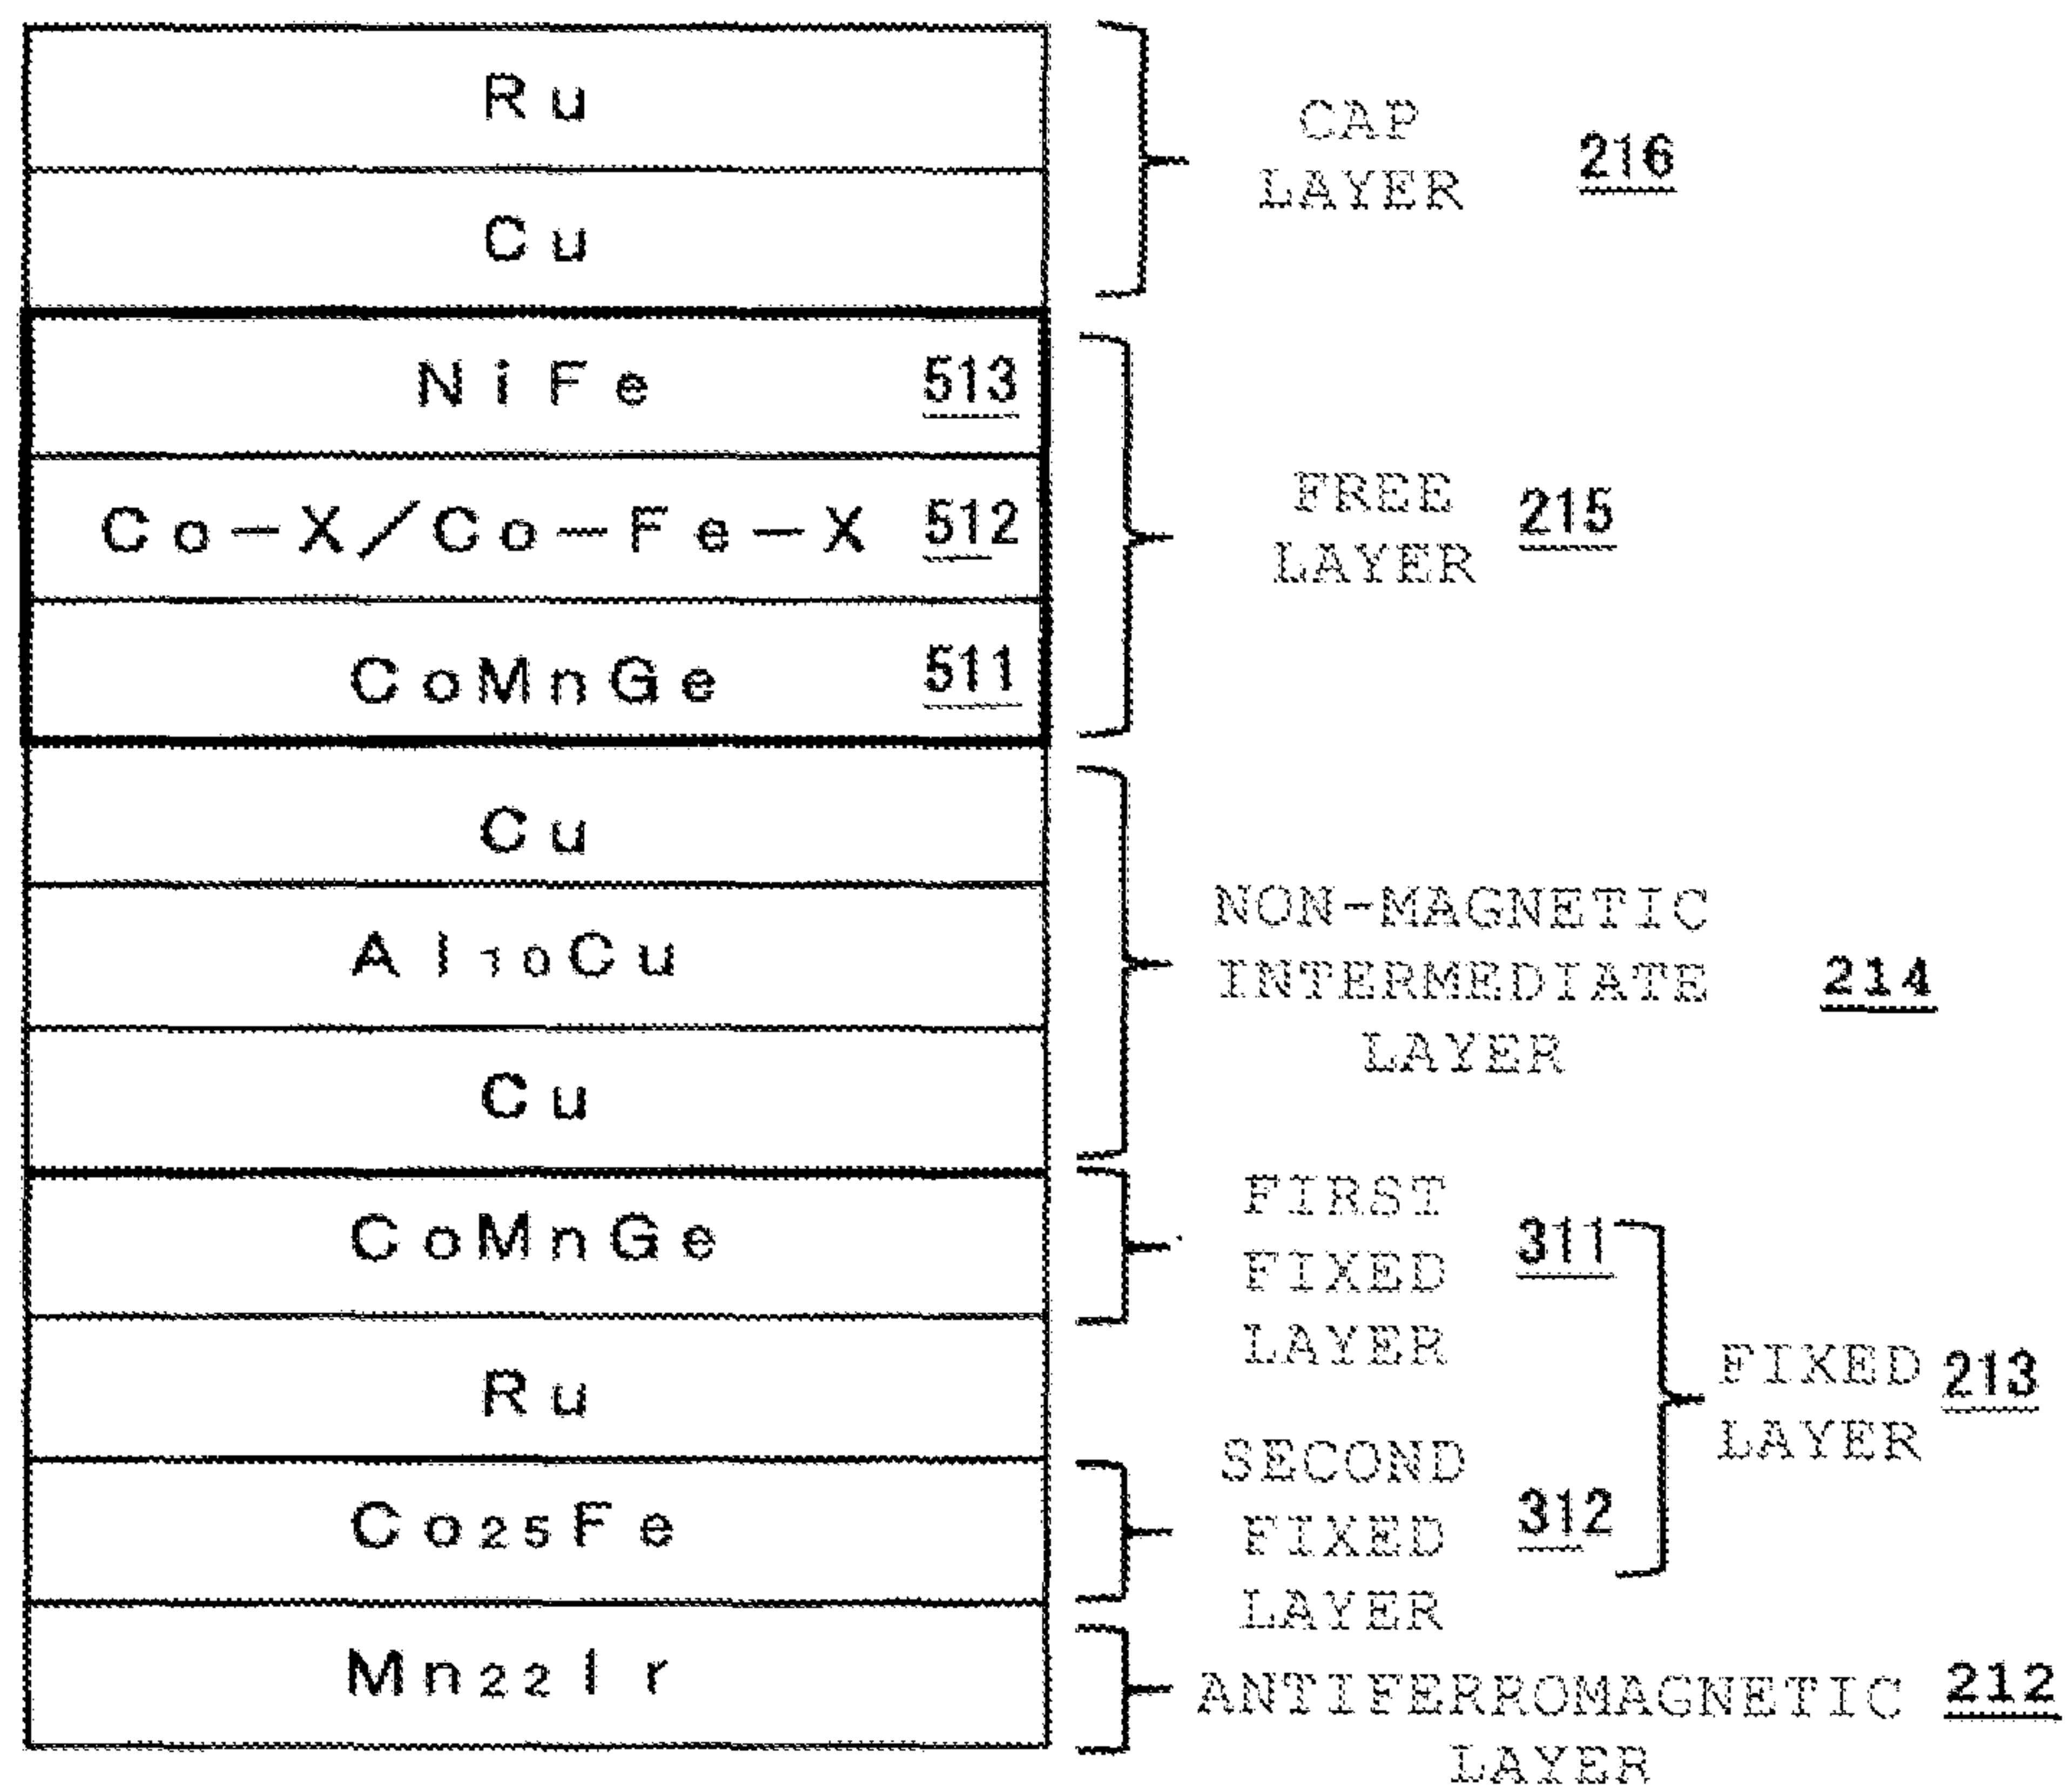 Ru
Cu
CAP
LAYER 216
NiFe 513
Co-X/Co-Fe-X 512
CoMnGe 511
FREE 215
LAYER
Cu
Al₁₀Cu
Cu
NON-MAGNETIC
INTERMEDIATE 214
LAYER
CoMnGe
FIRST
FIXED 311
LAYER
Ru
Co₂₅Fe
SECOND
FIXED 312
LAYER
FIXED 213
LAYER
Mn₂₂Ir
ANTIFERROMAGNETIC 212
LAYER